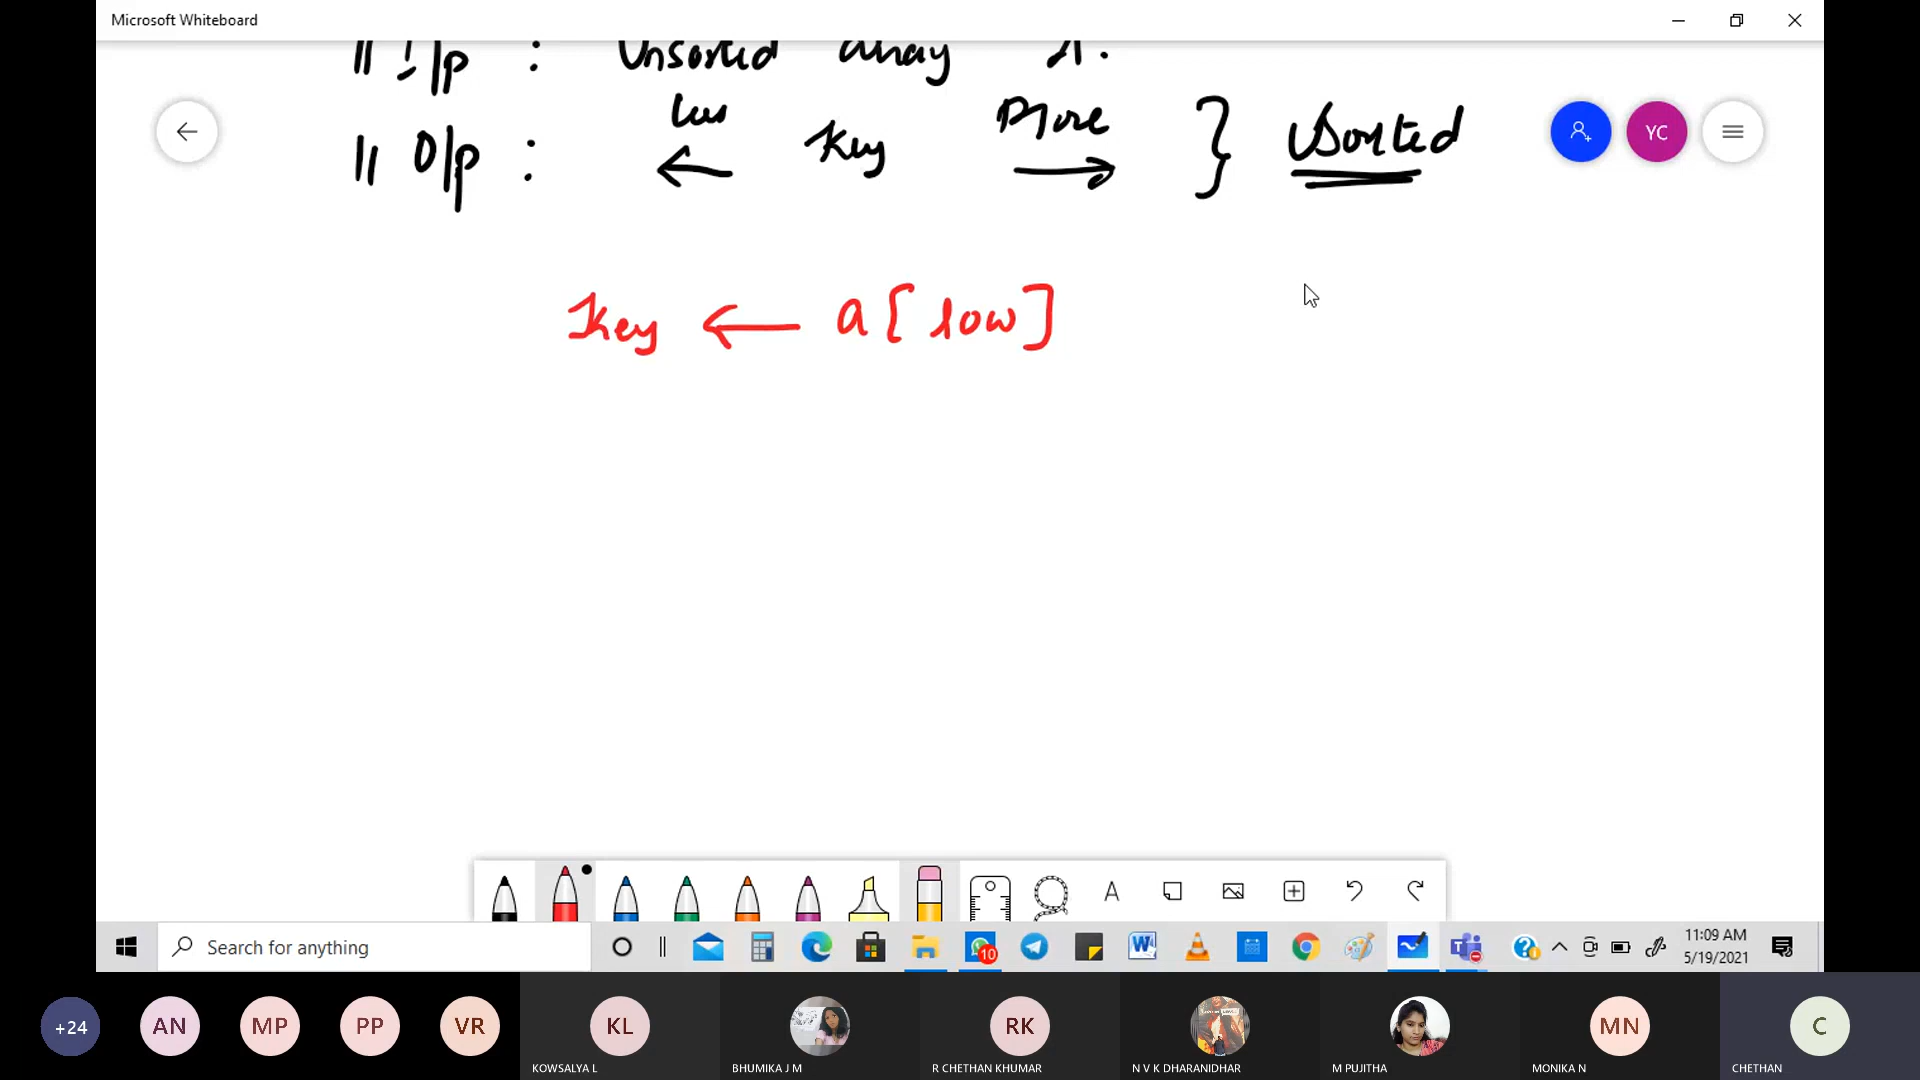 Microsoft Whiteboard
|| I/p : Unsorted array A.
less More
|| O/p : ← Key → } Sorted
YC
Key ← a[low]
A
Search for anything
10
11:09 AM
5/19/2021
+24 AN MP PP VR KL RK MN C
KOWSALYA L BHUMIKA J M R CHETHAN KHUMAR N V K DHARANIDHAR M PUJITHA MONIKA N CHETHAN